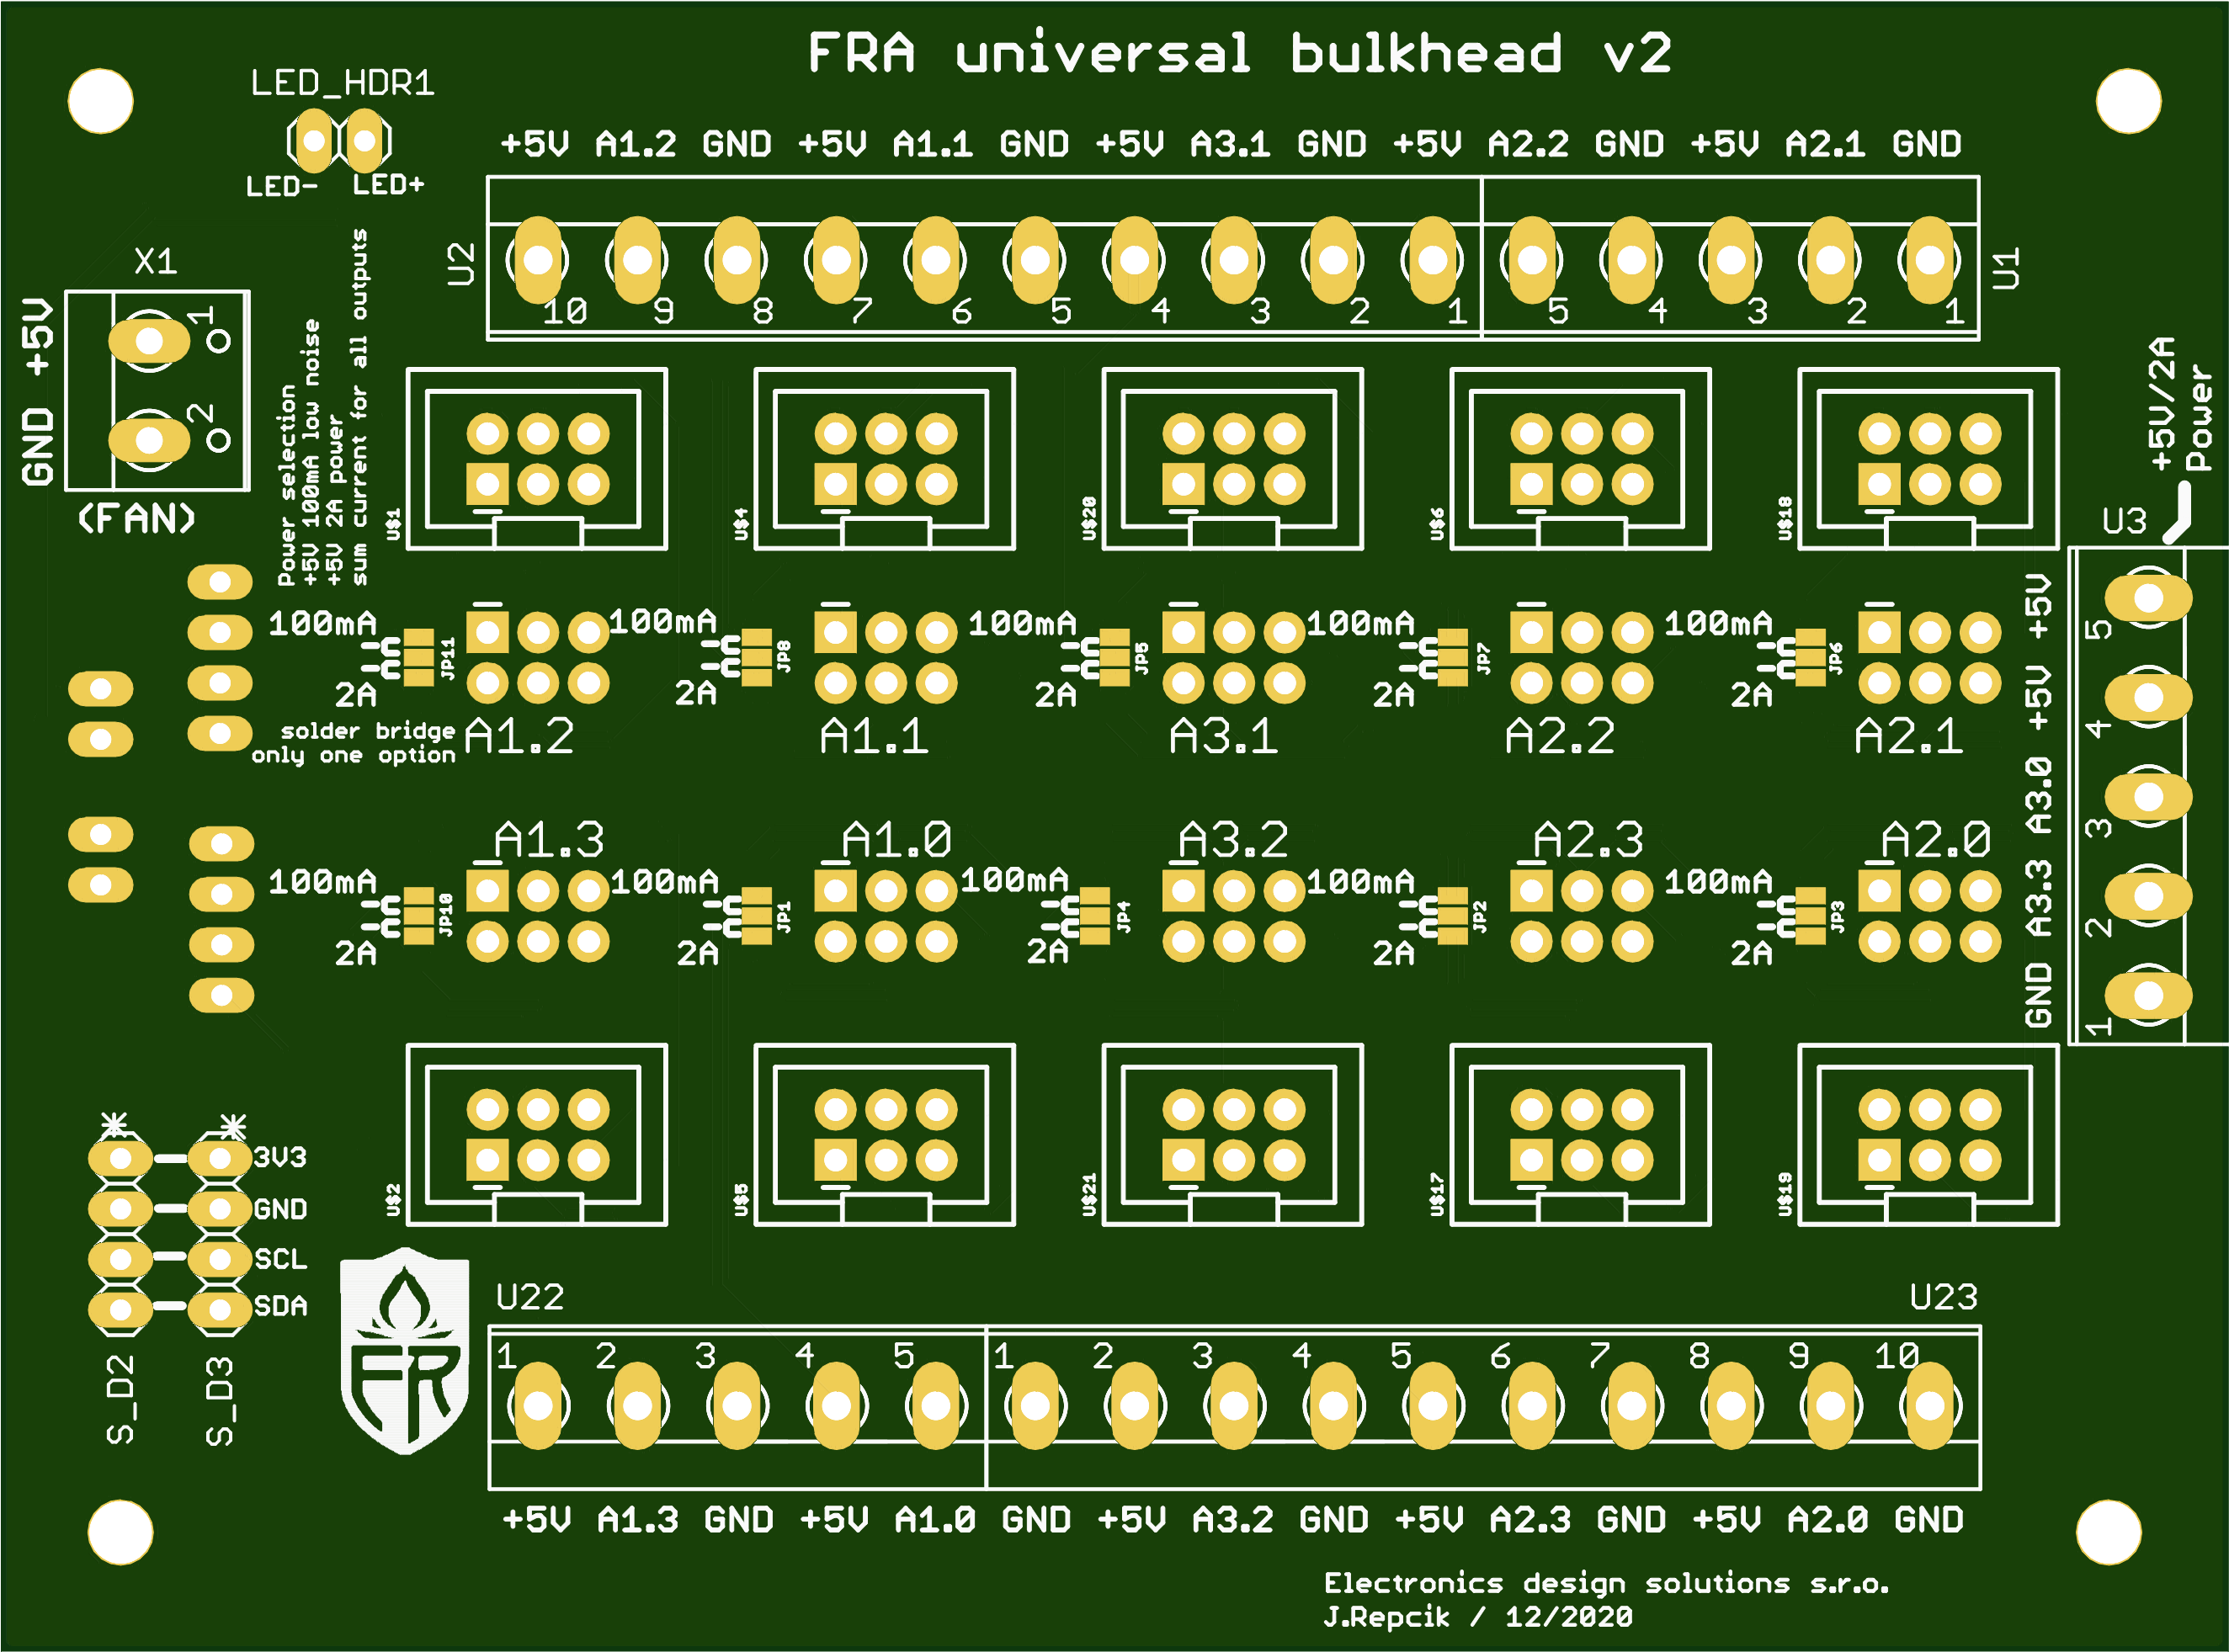 FRA universal bulkhead v2
LED_HDR1
LED- LED+
+5V A1.2 GND +5V A1.1 GND +5V A3.1 GND +5V A2.2 GND +5V A2.1 GND
U2
10 9 8 7 6 5 4 3 2 1 5 4 3 2 1
U1
X1
1
2
GND +5V
(FAN)
Power selection
+5V 100mA low noise
+5V 2A power
sum current for all outputs
+5V/2A
Power
U$1 U$4 U$20 U$6 U$18
U3
100mA 100mA 100mA 100mA 100mA
JP11 JP8 JP5 JP7 JP6
2A 2A 2A 2A 2A
solder bridge
only one option
A1.2 A1.1 A3.1 A2.2 A2.1
GND A3.3 A3.0 +5V +5V
1 2 3 4 5
A1.3 A1.0 A3.2 A2.3 A2.0
100mA 100mA 100mA 100mA 100mA
JP10 JP1 JP4 JP2 JP3
2A 2A 2A 2A 2A
U$2 U$5 U$21 U$17 U$19
* *
3V3
GND
SCL
SDA
S_D2 S_D3
FR
U22 U23
1 2 3 4 5 1 2 3 4 5 6 7 8 9 10
+5V A1.3 GND +5V A1.0 GND +5V A3.2 GND +5V A2.3 GND +5V A2.0 GND
Electronics design solutions s.r.o.
J.Repcik / 12/2020